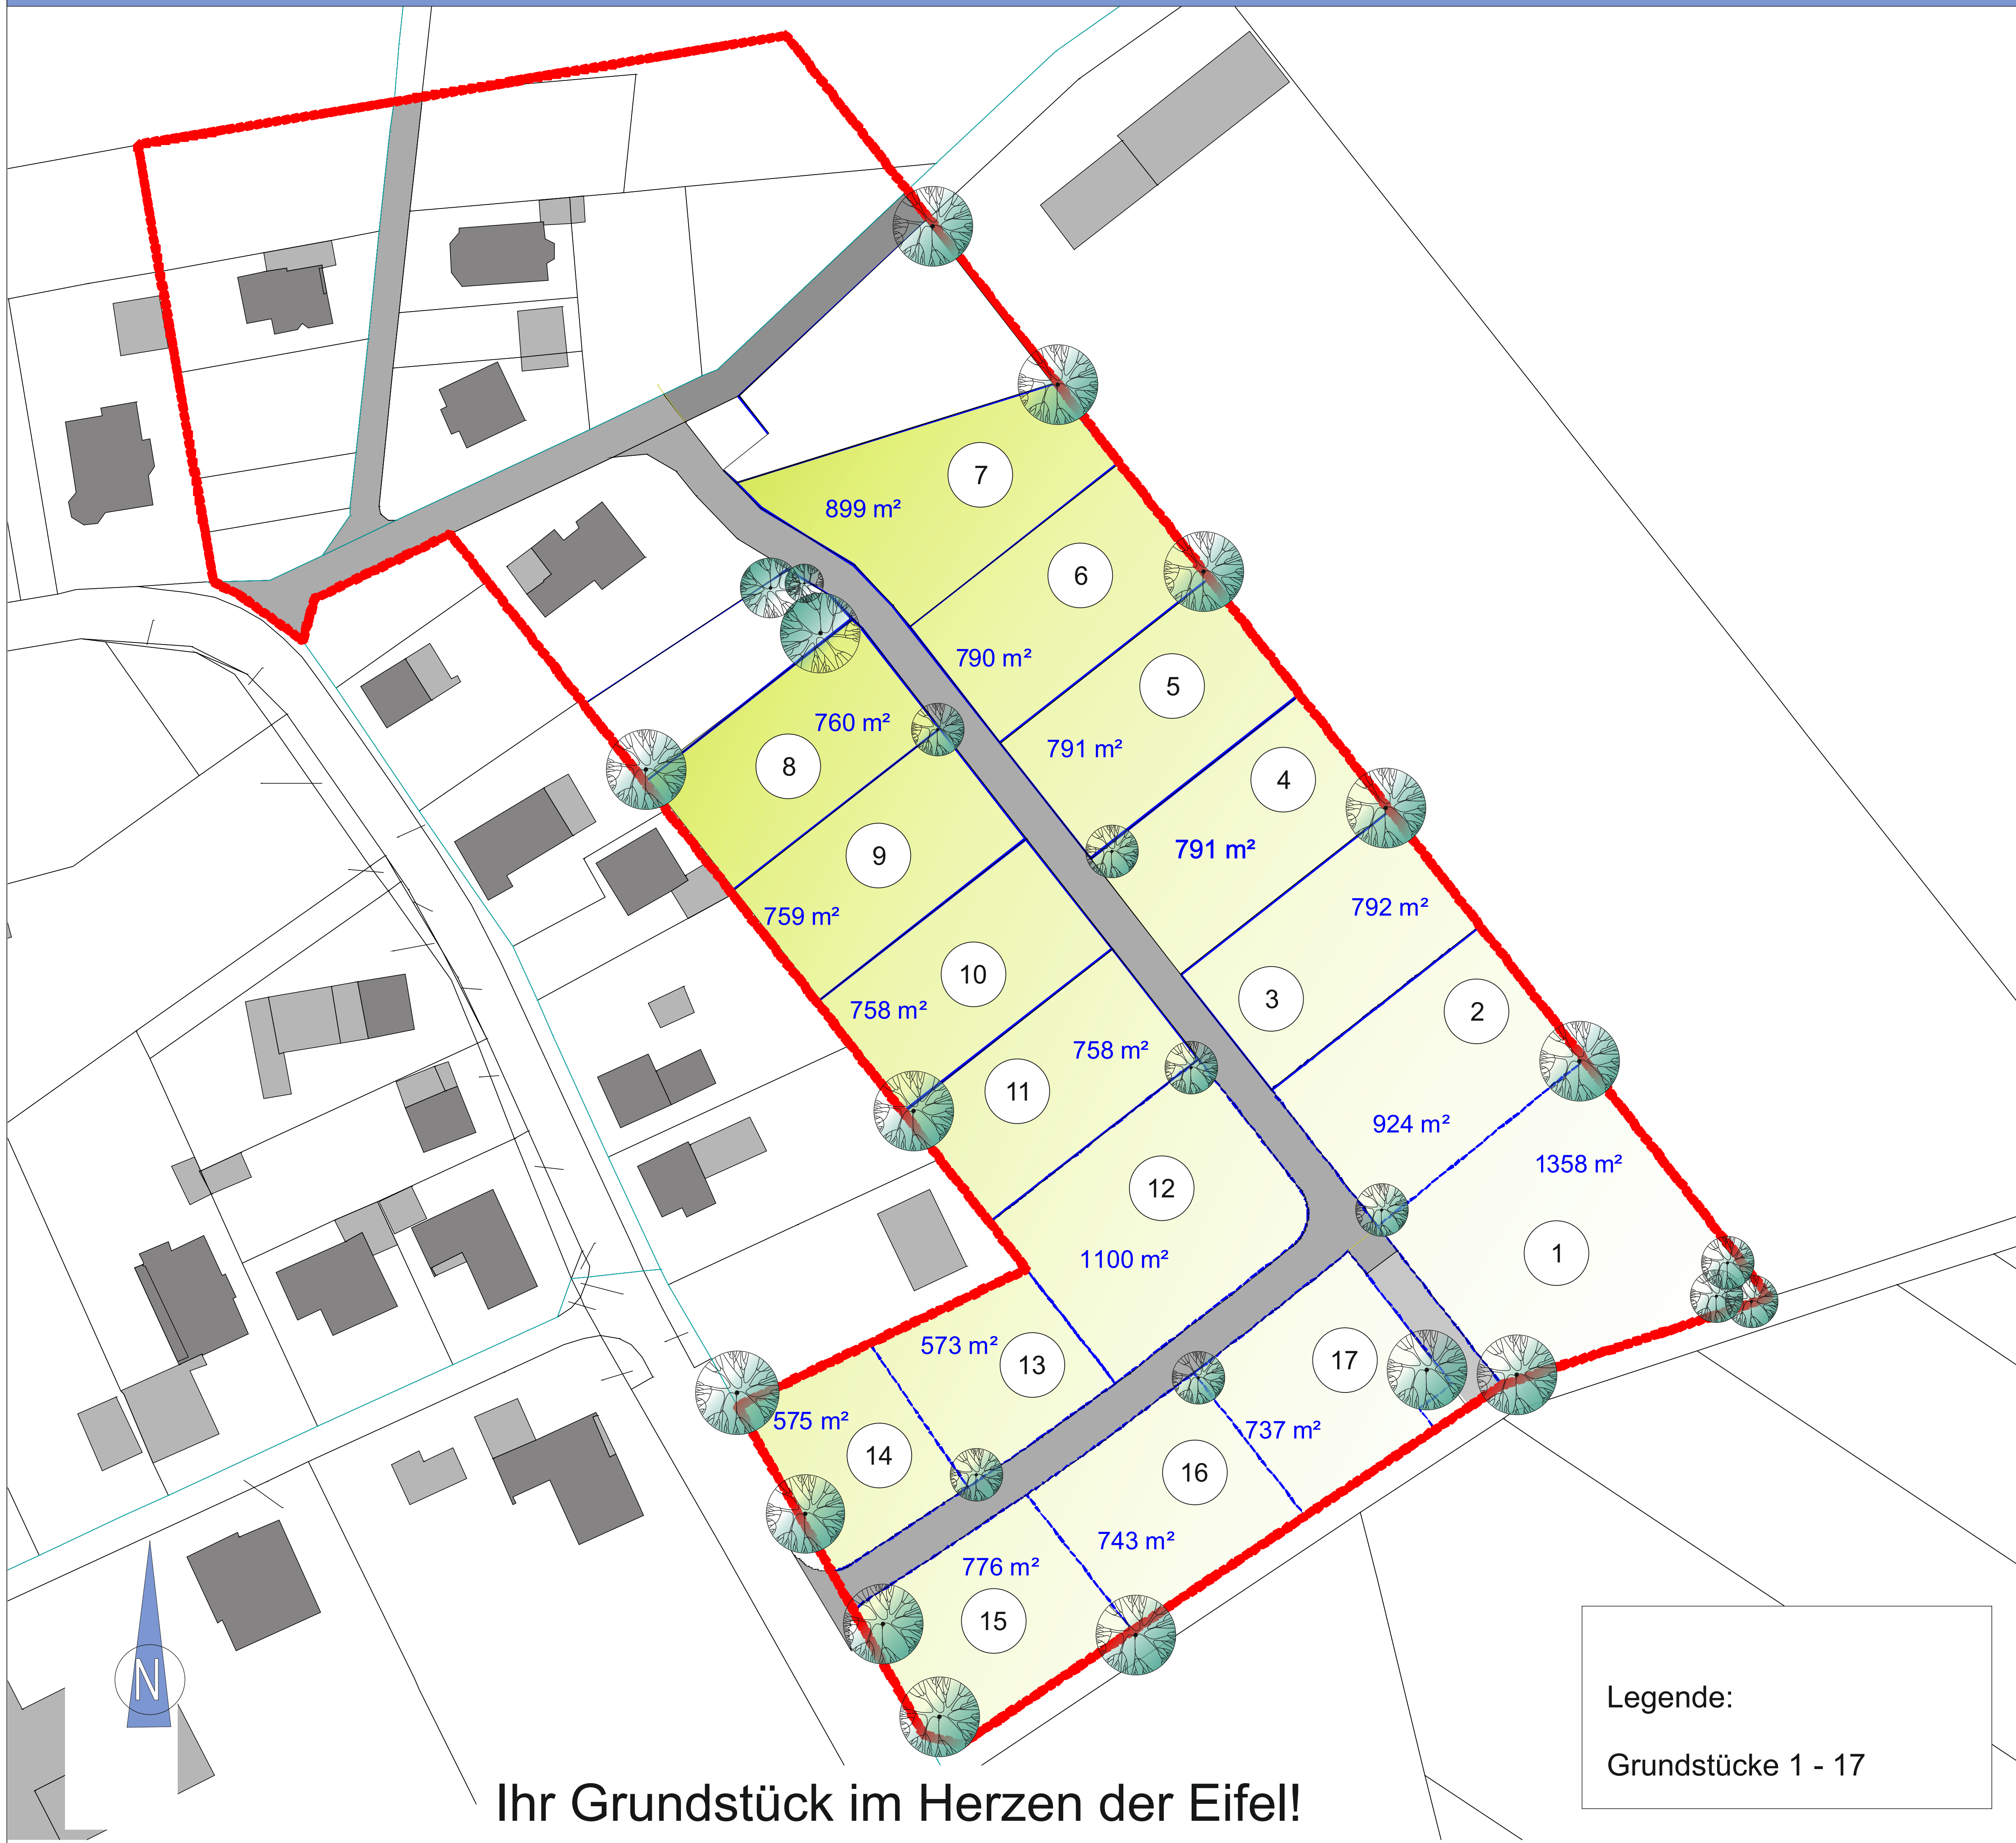 7
899 m²
6
790 m²
5
791 m²
4
791 m²
792 m²
3
2
924 m²
1358 m²
1
760 m²
8
9
759 m²
10
758 m²
758 m²
11
12
1100 m²
573 m²
13
575 m²
14
17
737 m²
16
743 m²
776 m²
15
N
Legende:
Grundstücke 1 - 17
Ihr Grundstück im Herzen der Eifel!